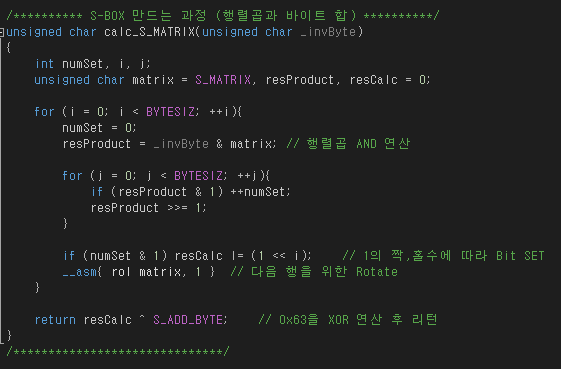 /********** S-BOX 만드는 과정 (행렬곱과 바이트 합) **********/
unsigned char calc_S_MATRIX(unsigned char _invByte)
{
    int numSet, i, j;
    unsigned char matrix = S_MATRIX, resProduct, resCalc = 0;

    for (i = 0; i < BYTESIZ; ++i){
        numSet = 0;
        resProduct = _invByte & matrix; // 행렬곱 AND 연산

        for (j = 0; j < BYTESIZ; ++j){
            if (resProduct & 1) ++numSet;
            resProduct >>= 1;
        }

        if (numSet & 1) resCalc |= (1 << i);    // 1의 짝,홀수에 따라 Bit SET
        __asm{ rol matrix, 1 }  // 다음 행을 위한 Rotate
    }

    return resCalc ^ S_ADD_BYTE;    // 0x63을 XOR 연산 후 리턴
}
/******************************/